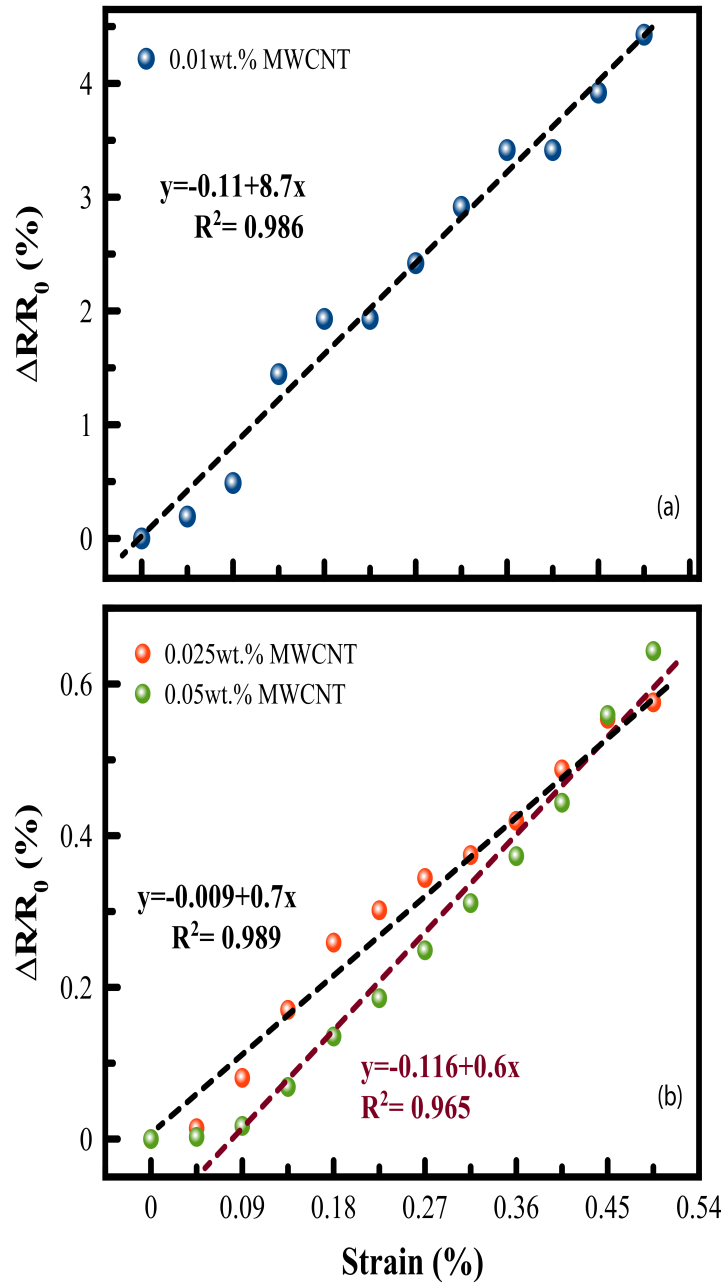 0.01wt.% MWCNT
4
y=-0.11+8.7x
R²= 0.986
3
ΔR/R₀ (%)
2
1
0
(a)
0.025wt.% MWCNT
0.05wt.% MWCNT
0.6
0.4
ΔR/R₀ (%)
y=-0.009+0.7x
R²= 0.989
0.2
y=-0.116+0.6x
R²= 0.965
(b)
0
0 0.09 0.18 0.27 0.36 0.45 0.54
Strain (%)